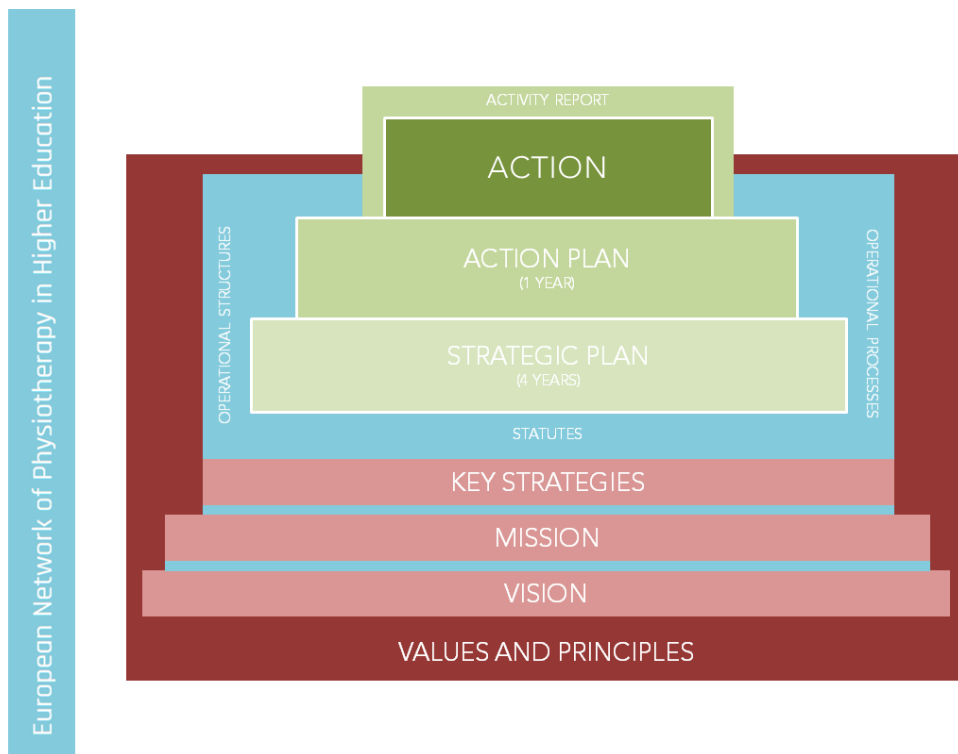 European Network of Physiotherapy in Higher Education
ACTIVITY REPORT
ACTION
OPERATIONAL STRUCTURES
ACTION PLAN
(1 YEAR)
OPERATIONAL PROCESSES
STRATEGIC PLAN
(4 YEARS)
STATUTES
KEY STRATEGIES
MISSION
VISION
VALUES AND PRINCIPLES